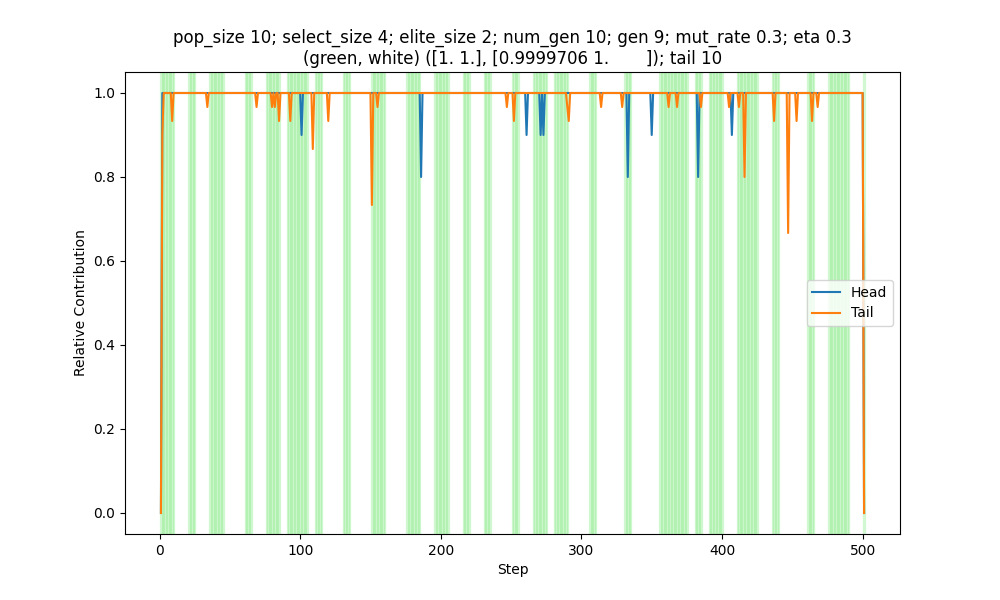 pop_size 10; select_size 4; elite_size 2; num_gen 10; gen 9; mut_rate 0.3; eta 0.3
(green, white) ([1. 1.], [0.9999706 1.        ]); tail 10
1.0
0.8
0.6
0.4
0.2
0.0
Relative Contribution
Head
Tail
0 100 200 300 400 500
Step